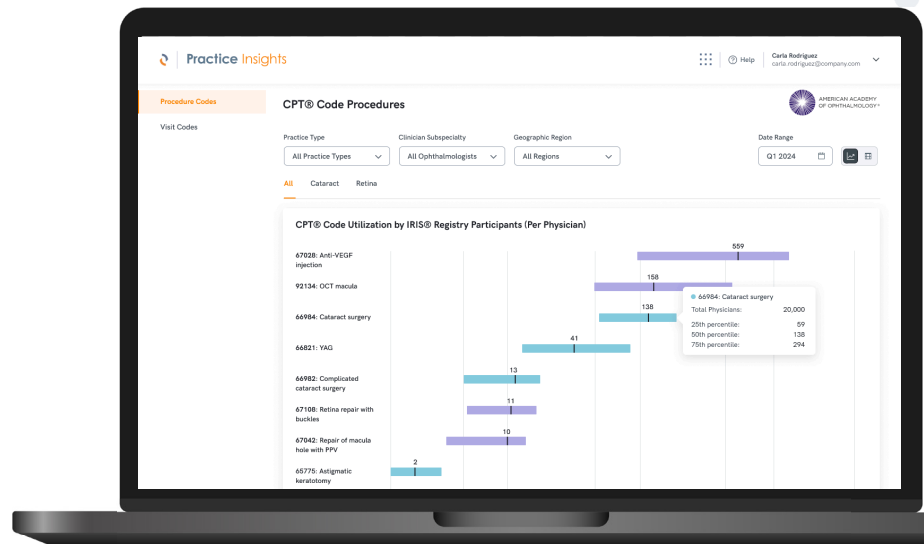 Practice Insights
Help
Carla Rodriguez
carla.rodriguez@company.com
Procedure Codes
Visit Codes
CPT® Code Procedures
AMERICAN ACADEMY
OF OPHTHALMOLOGY®
Practice Type
Clinician Subspecialty
Geographic Region
Date Range
All Practice Types
All Ophthalmologists
All Regions
Q1 2024
All
Cataract
Retina
CPT® Code Utilization by IRIS® Registry Participants (Per Physician)
67028: Anti-VEGF
injection
559
92134: OCT macula
158
66984: Cataract surgery
138
66984: Cataract surgery
Total Physicians: 20,000
25th percentile: 59
50th percentile: 138
75th percentile: 294
66821: YAG
41
66982: Complicated
cataract surgery
13
67108: Retina repair with
buckles
11
67042: Repair of macula
hole with PPV
10
65775: Astigmatic
keratotomy
2